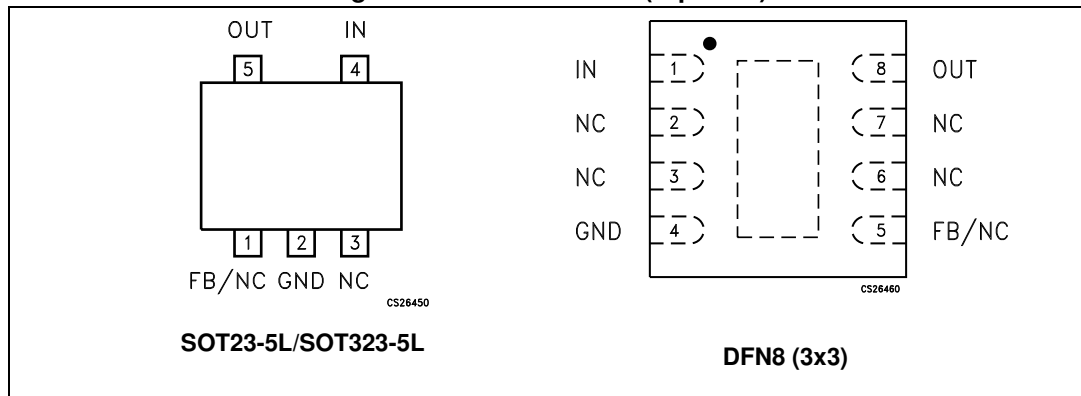 OUT IN
5 4
1 2 3
FB/NC GND NC
CS26450
SOT23-5L/SOT323-5L
IN 1 8 OUT
NC 2 7 NC
NC 3 6 NC
GND 4 5 FB/NC
CS26460
DFN8 (3x3)